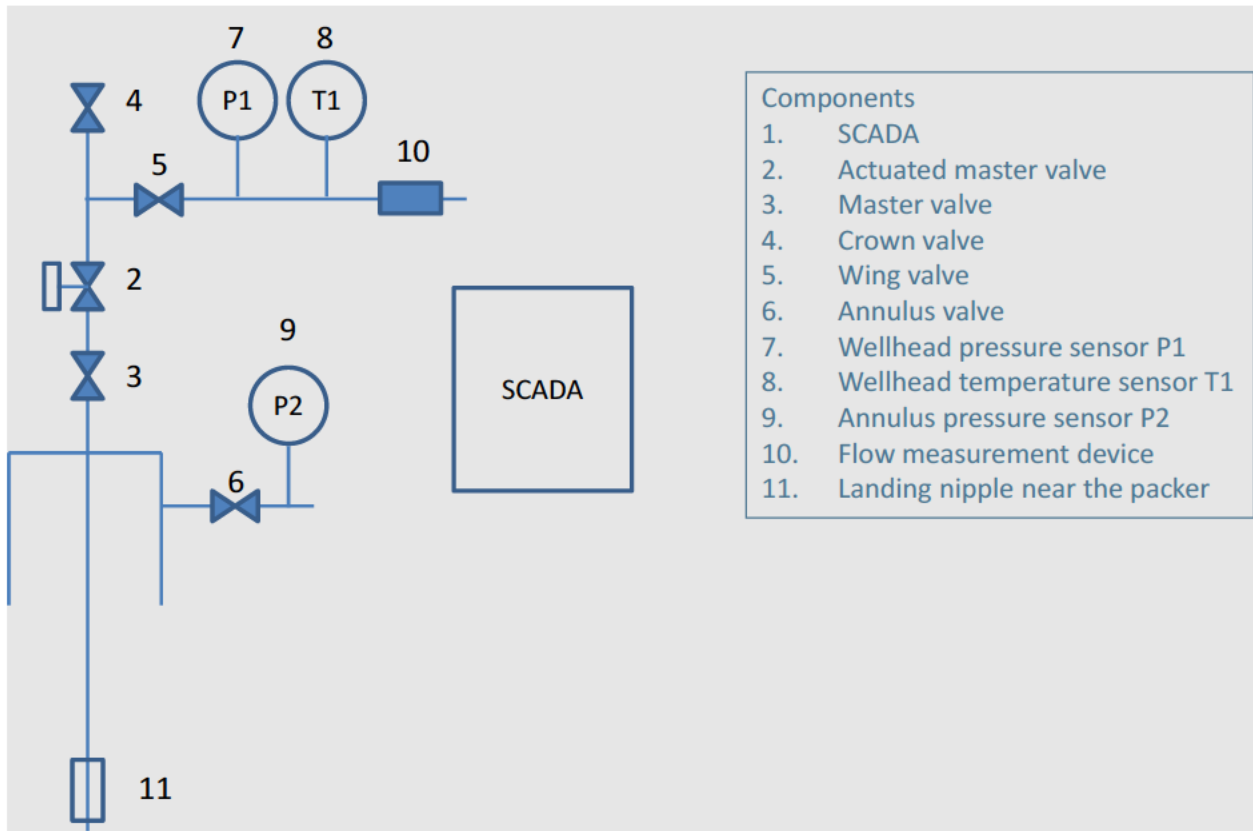 7
8
4
P1
T1
10
5
2
9
3
P2
SCADA
6
11
Components
1. SCADA
2. Actuated master valve
3. Master valve
4. Crown valve
5. Wing valve
6. Annulus valve
7. Wellhead pressure sensor P1
8. Wellhead temperature sensor T1
9. Annulus pressure sensor P2
10. Flow measurement device
11. Landing nipple near the packer